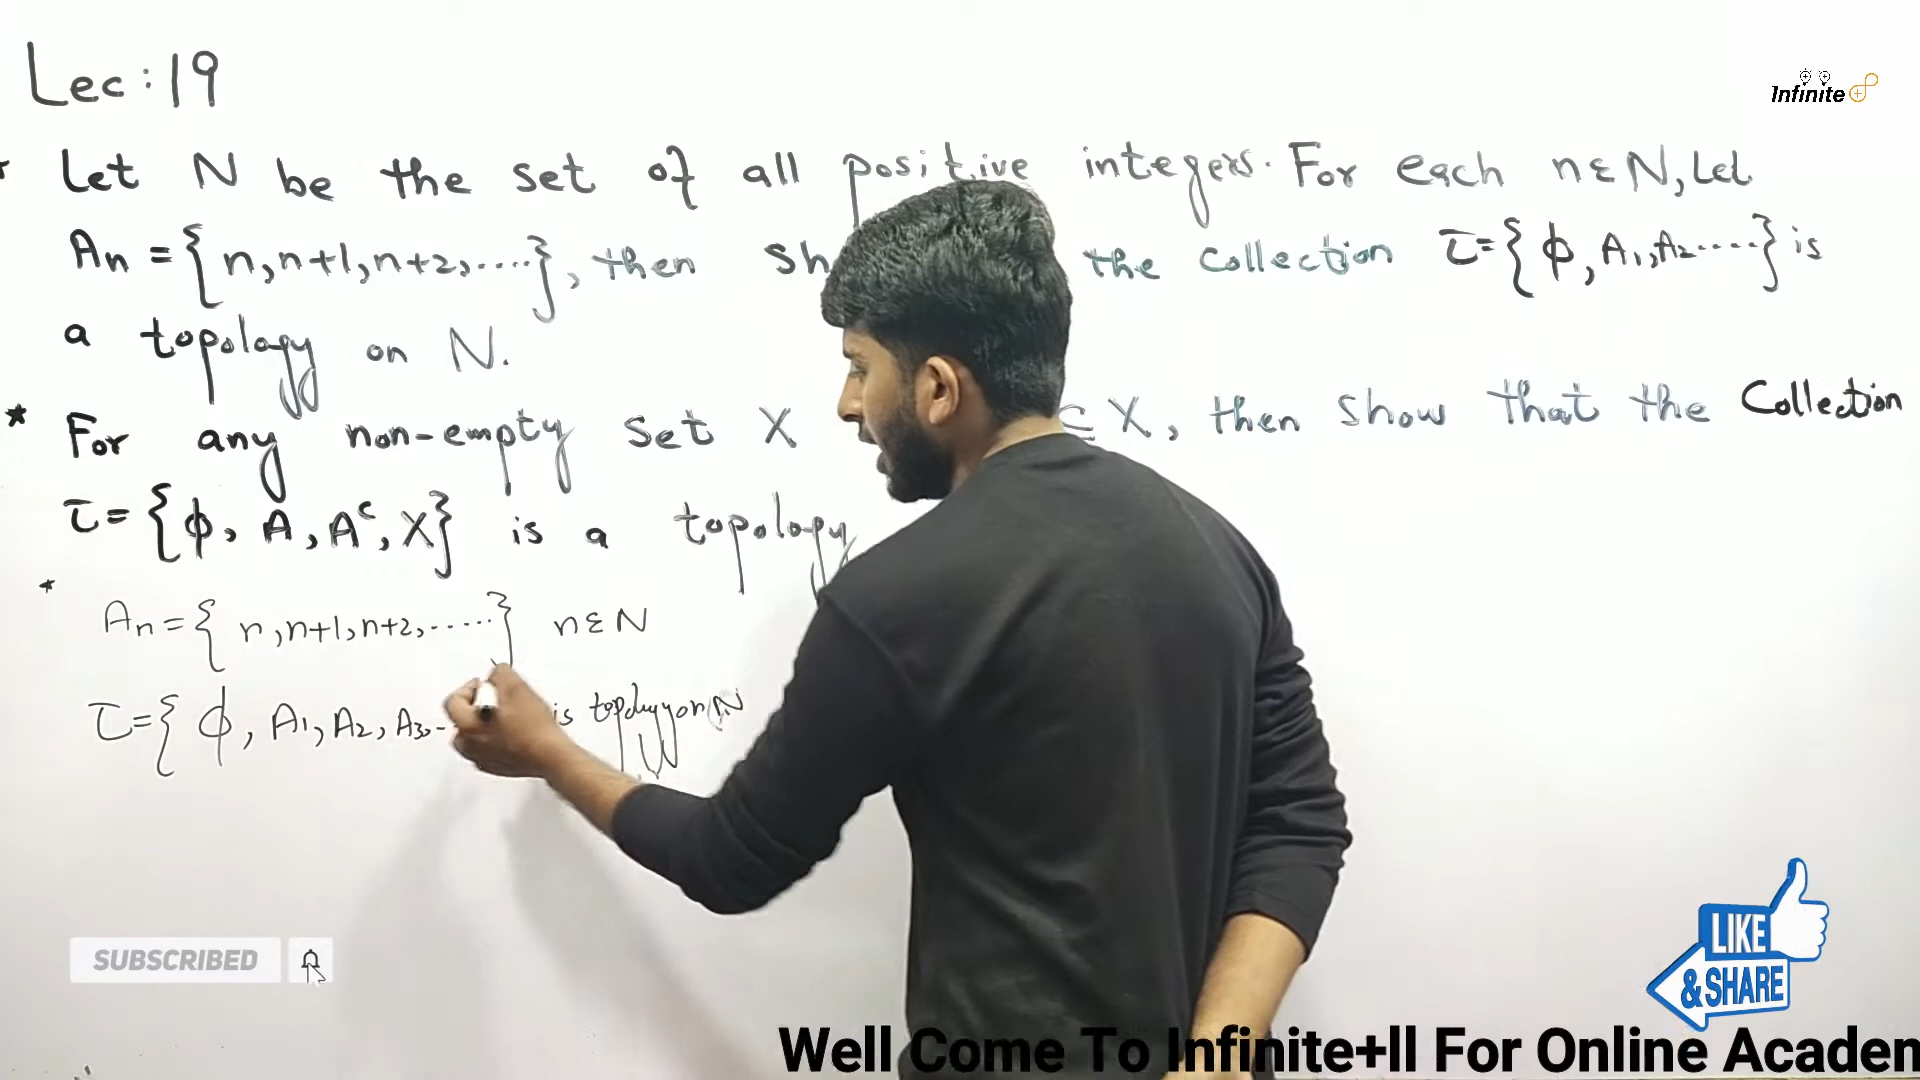 Lec: 19
Infinite
Let N be the set of all positive integers. For each n ε N, Let
An = { n, n+1, n+2, .... }, then the Collection τ = { ϕ, A1, A2 .... } is
a topology on N.
* For any non-empty Set X ⊆ X, then show that the Collection
τ = { ϕ, A, Aᶜ, X } is a topology
*
An = { n, n+1, n+2, ..... } n ε N
τ = { ϕ, A1, A2, A3, is topology on N
SUBSCRIBED
LIKE
& SHARE
Well Come To Infinite+ll For Online Academ